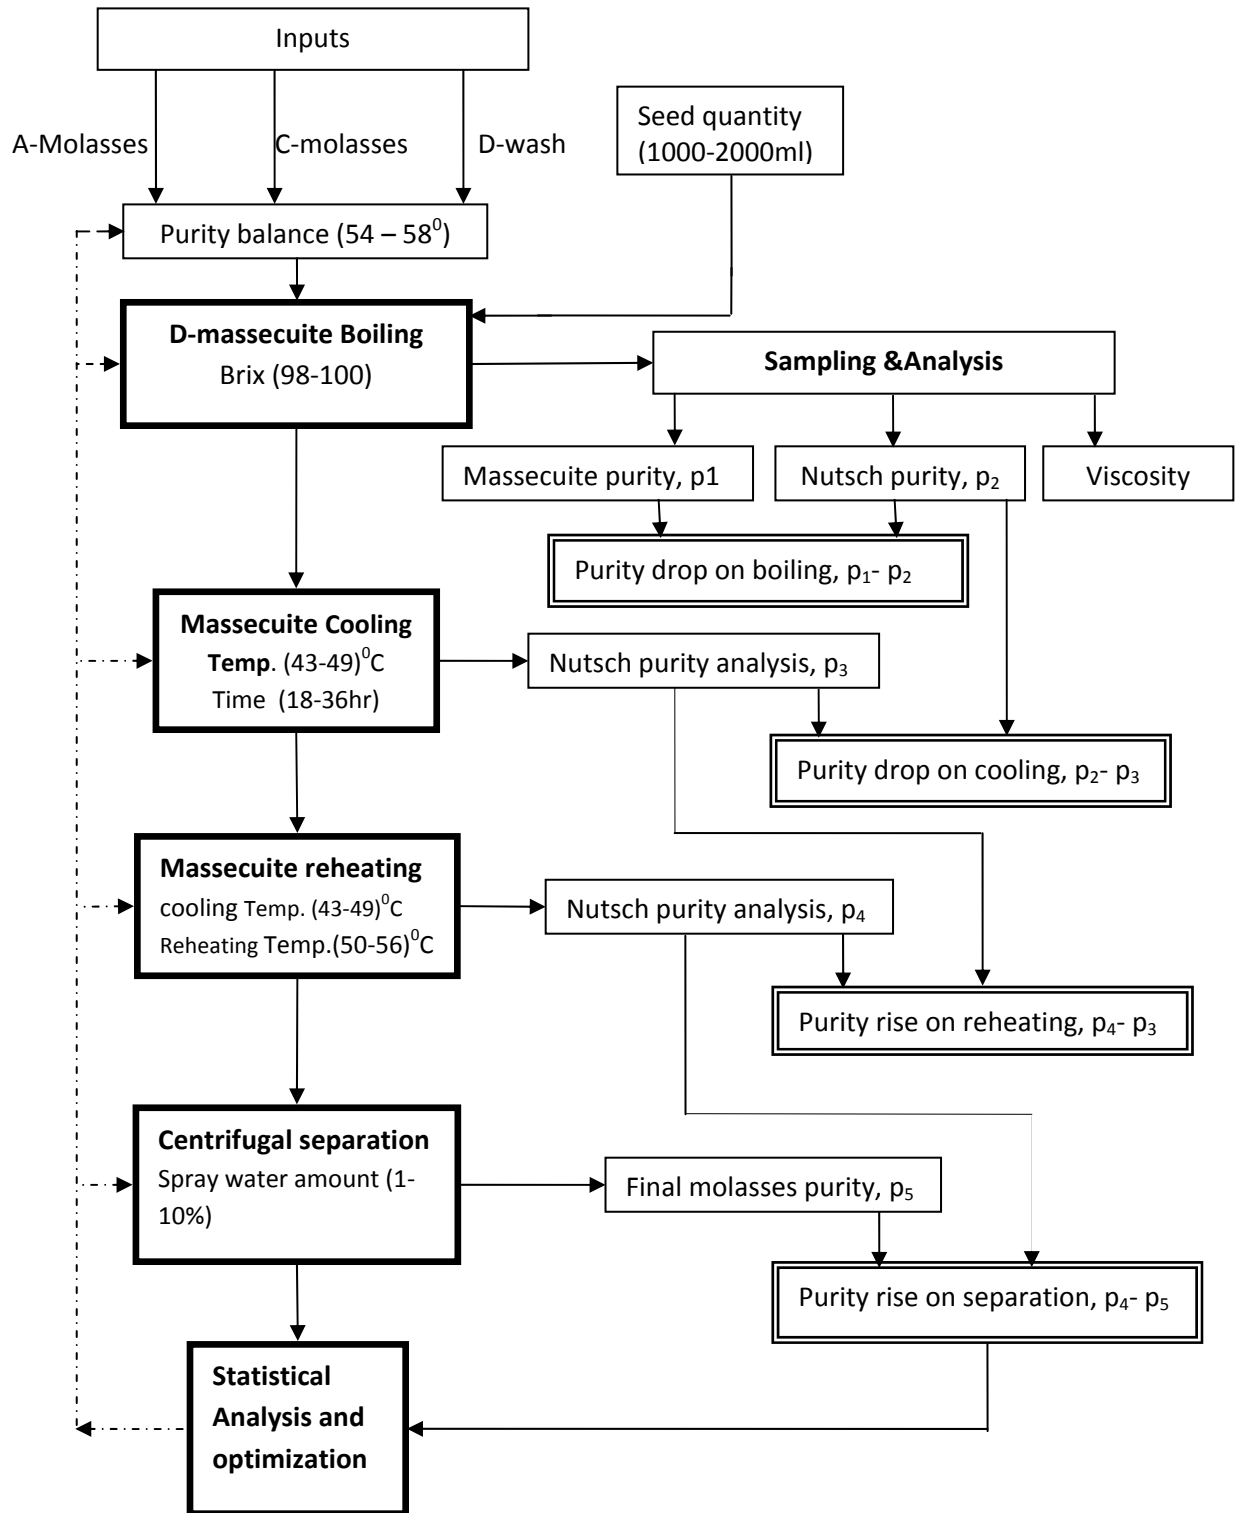 Inputs
A-Molasses
C-molasses
D-wash
Seed quantity
(1000-2000ml)
Purity balance (54 – 58⁰)
D-massecuite Boiling
Brix (98-100)
Sampling &Analysis
Massecuite purity, p1
Nutsch purity, p₂
Viscosity
Purity drop on boiling, p₁- p₂
Massecuite Cooling
Temp. (43-49)⁰C
Time (18-36hr)
Nutsch purity analysis, p₃
Purity drop on cooling, p₂- p₃
Massecuite reheating
cooling Temp. (43-49)⁰C
Reheating Temp.(50-56)⁰C
Nutsch purity analysis, p₄
Purity rise on reheating, p₄- p₃
Centrifugal separation
Spray water amount (1-
10%)
Final molasses purity, p₅
Purity rise on separation, p₄- p₅
Statistical
Analysis and
optimization